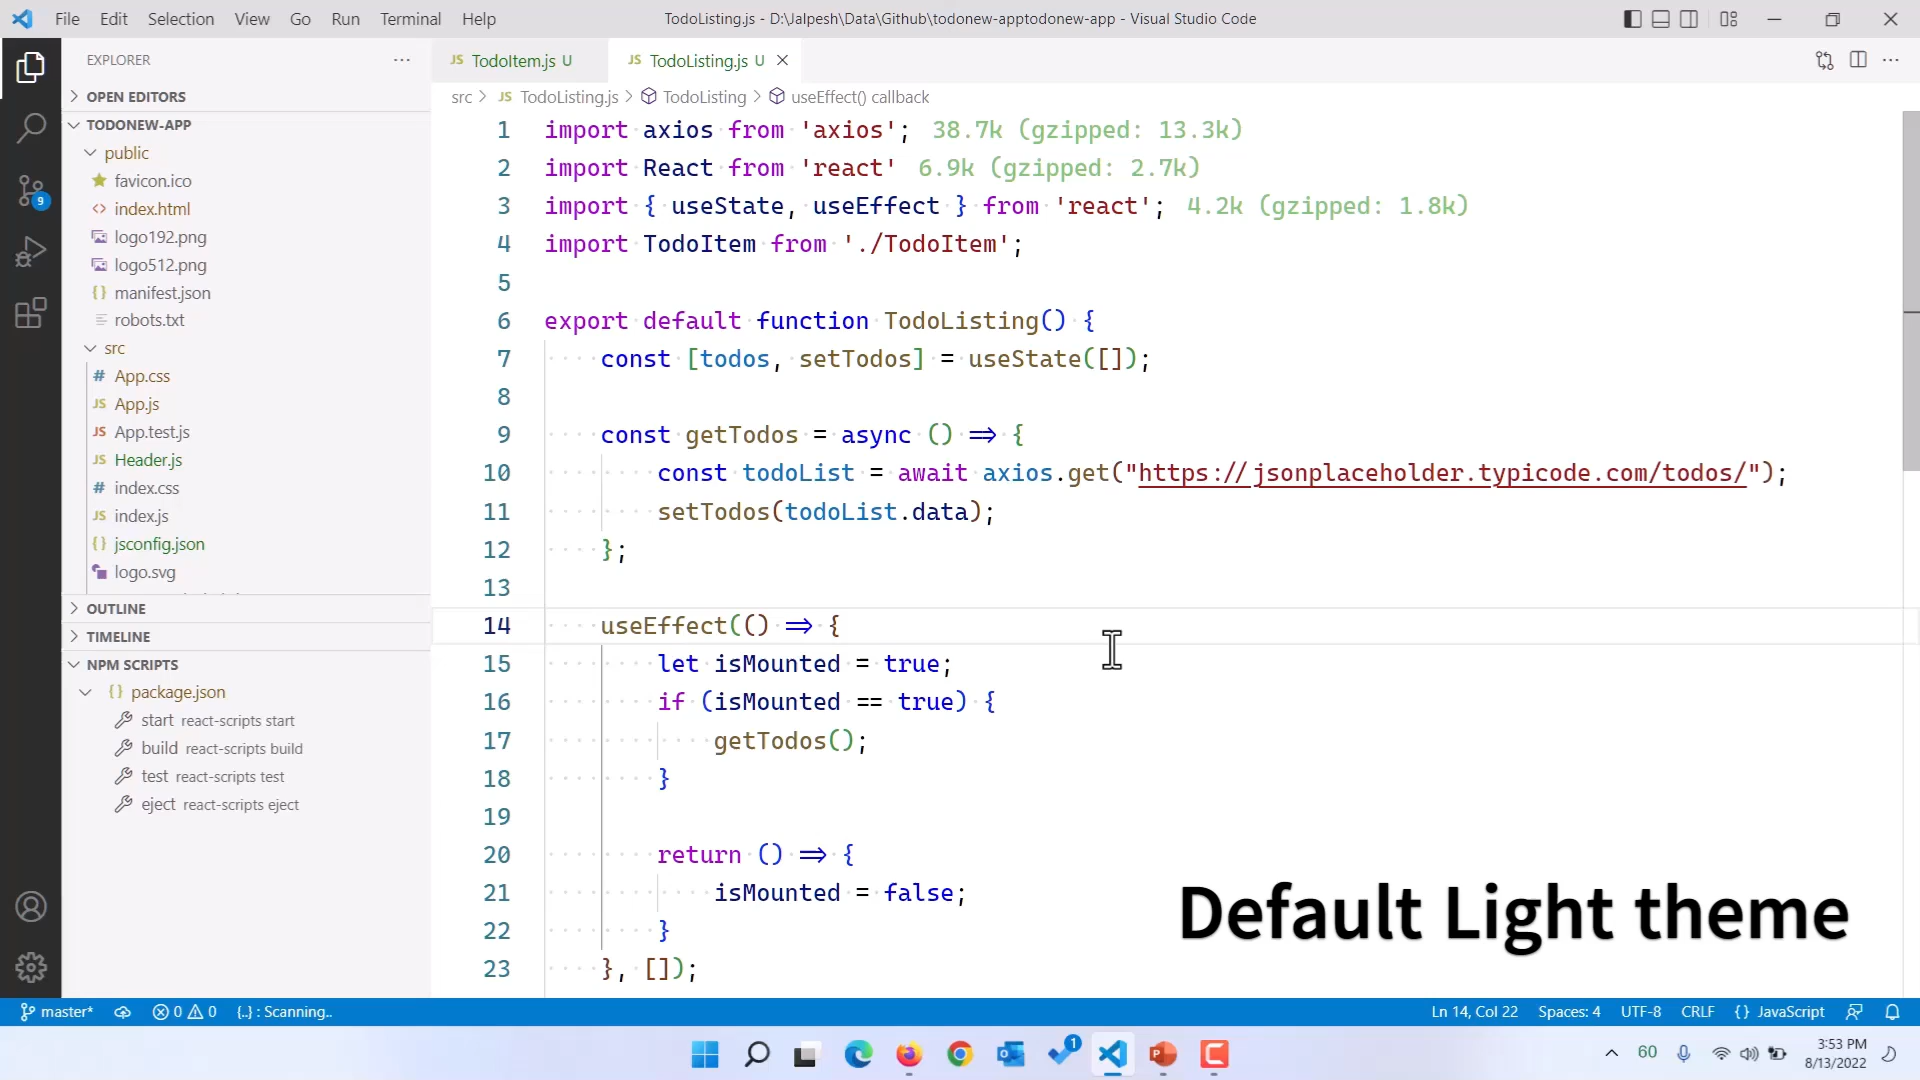 File Edit Selection View Go Run Terminal Help
TodoListing.js - D:\Jalpesh\Data\Github\todonew-apptodonew-app - Visual Studio Code
EXPLORER
OPEN EDITORS
TODONEW-APP
public
favicon.ico
index.html
logo192.png
logo512.png
manifest.json
robots.txt
src
# App.css
JS App.js
JS App.test.js
JS Header.js
# index.css
JS index.js
{} jsconfig.json
logo.svg
OUTLINE
TIMELINE
NPM SCRIPTS
{} package.json
start react-scripts start
build react-scripts build
test react-scripts test
eject react-scripts eject
9
JS TodoItem.js U
JS TodoListing.js U
src > JS TodoListing.js > TodoListing > useEffect() callback
1 import axios from 'axios'; 38.7k (gzipped: 13.3k)
2 import React from 'react' 6.9k (gzipped: 2.7k)
3 import { useState, useEffect } from 'react'; 4.2k (gzipped: 1.8k)
4 import TodoItem from './TodoItem';
5
6 export default function TodoListing() {
7 const [todos, setTodos] = useState([]);
8
9 const getTodos = async () => {
10 const todoList = await axios.get("https://jsonplaceholder.typicode.com/todos/");
11 setTodos(todoList.data);
12 };
13
14 useEffect(() => {
15 let isMounted = true;
16 if (isMounted == true) {
17 getTodos();
18 }
19
20 return () => {
21 isMounted = false;
22 }
23 }, []);
Default Light theme
master* 0 0 {..} : Scanning..
Ln 14, Col 22 Spaces: 4 UTF-8 CRLF {} JavaScript
1
60
3:53 PM
8/13/2022